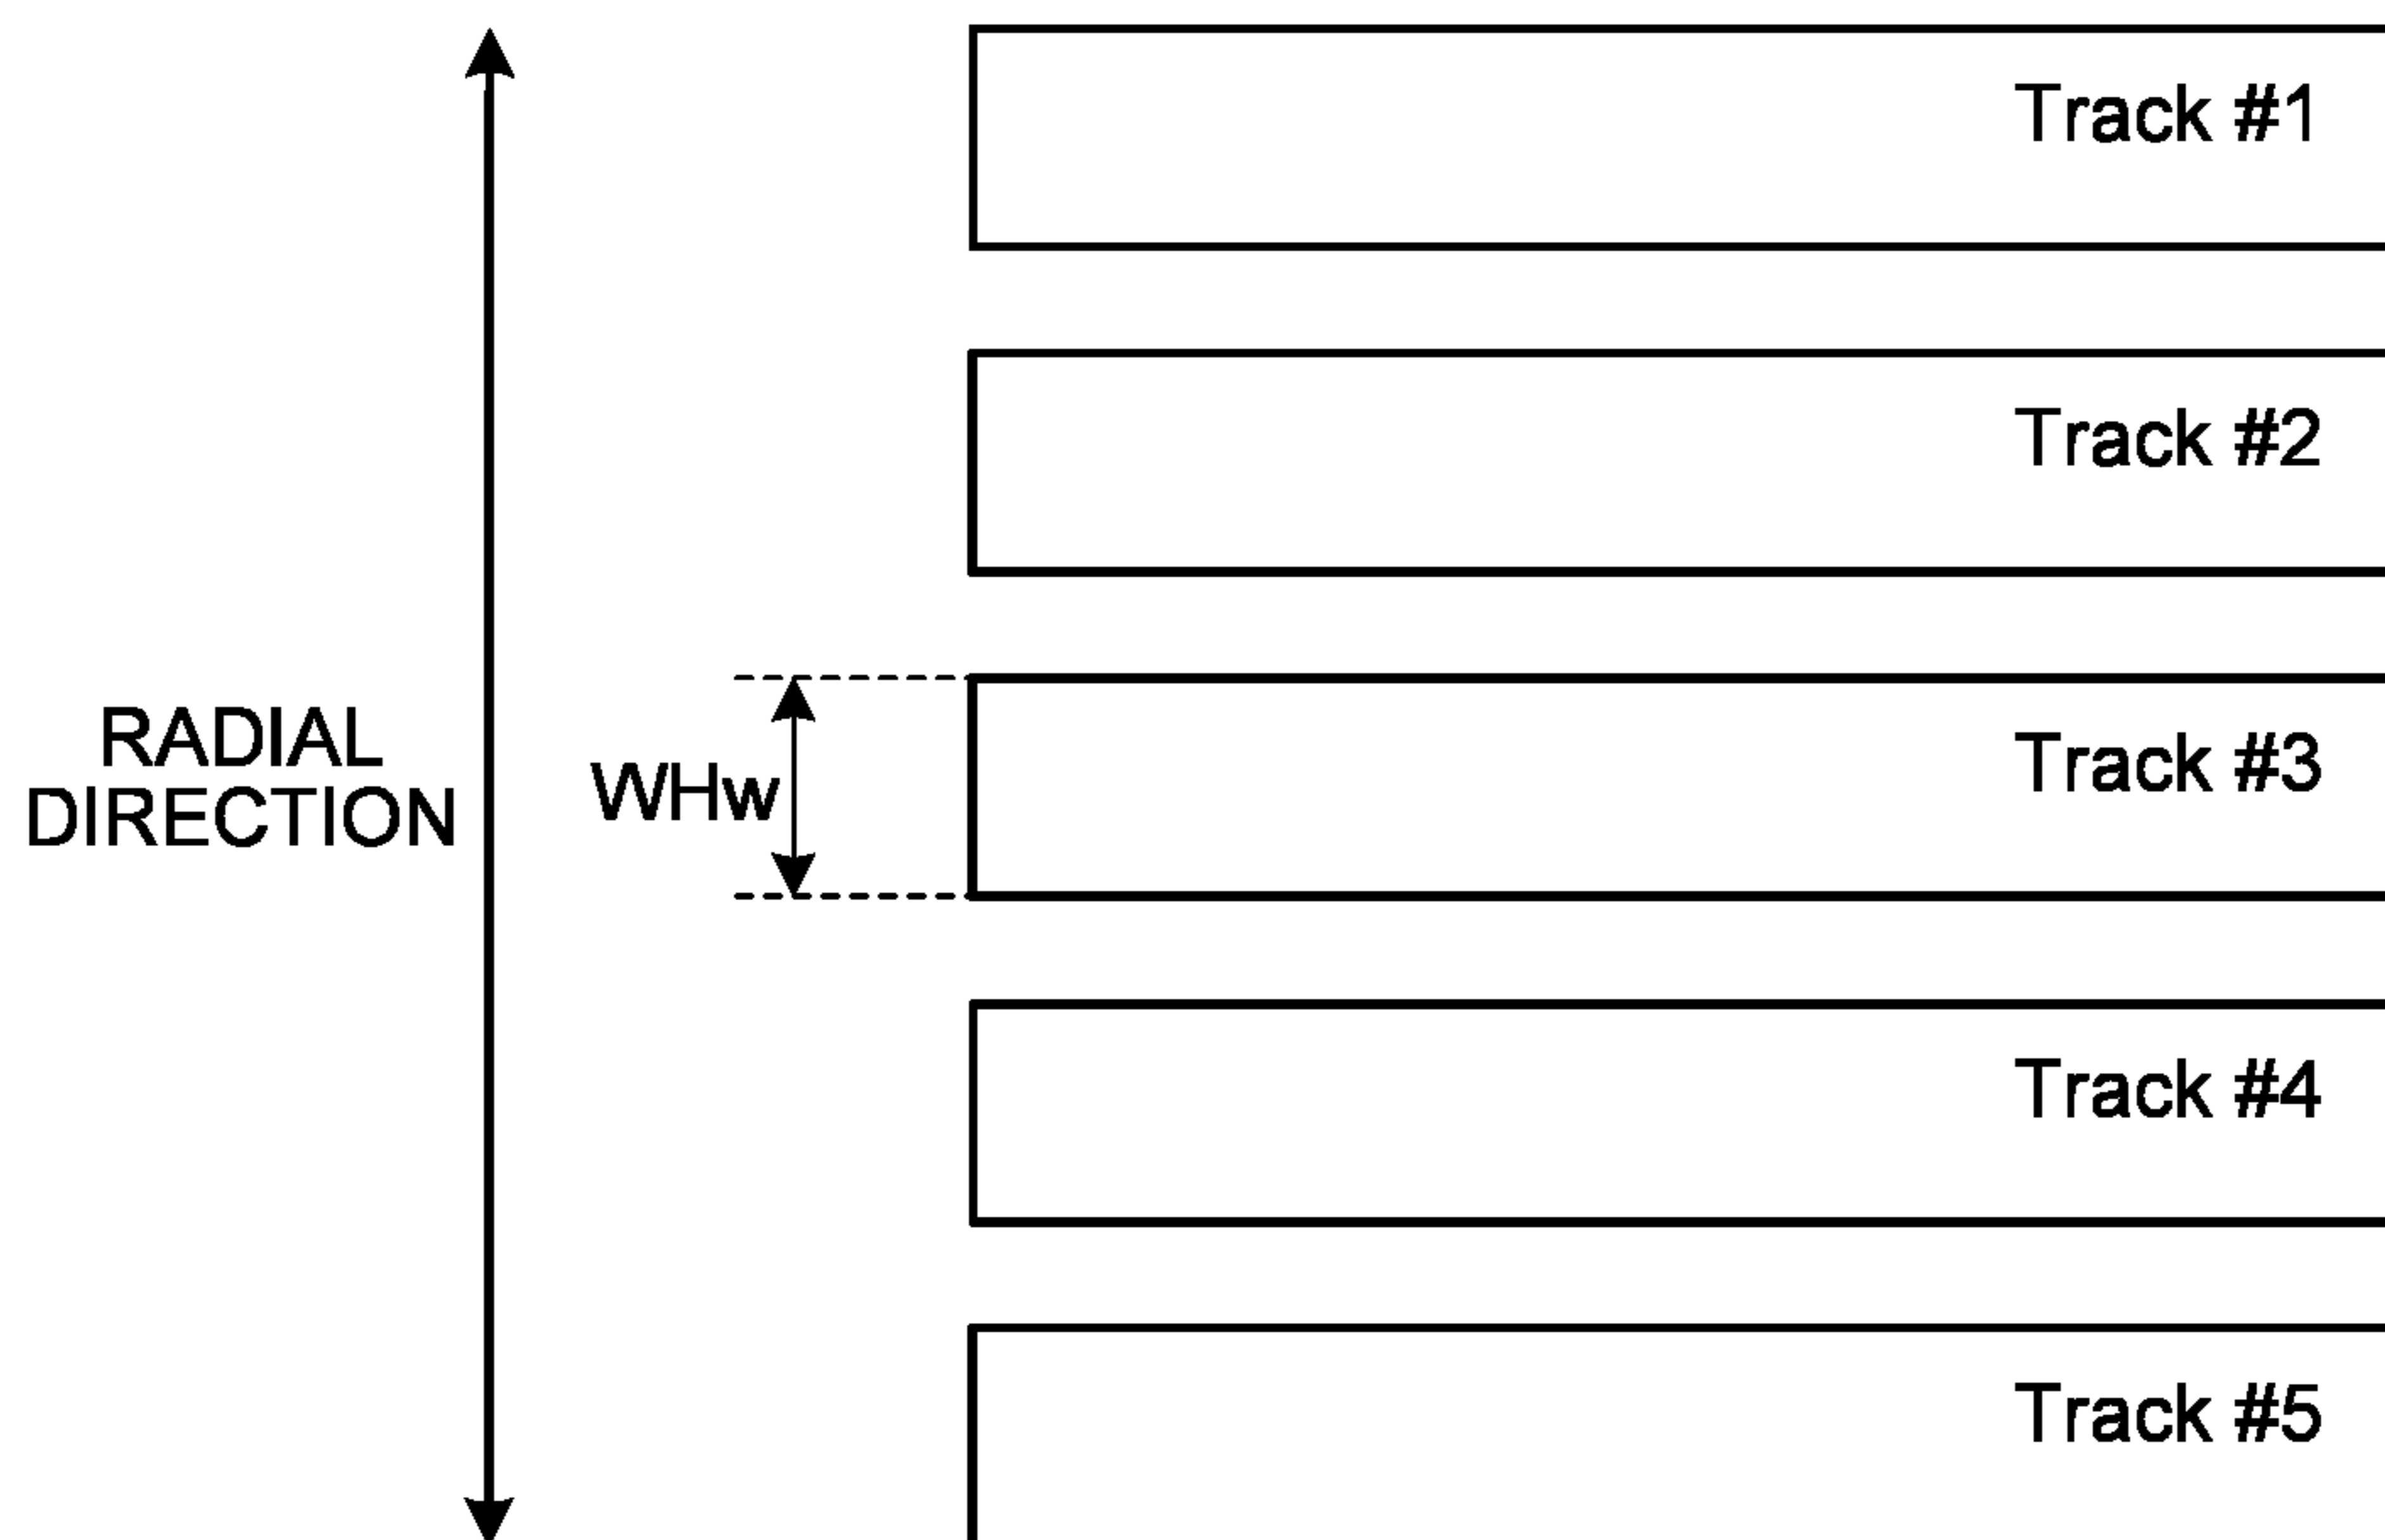 Track #1
Track #2
RADIAL
DIRECTION
WHw
Track #3
Track #4
Track #5